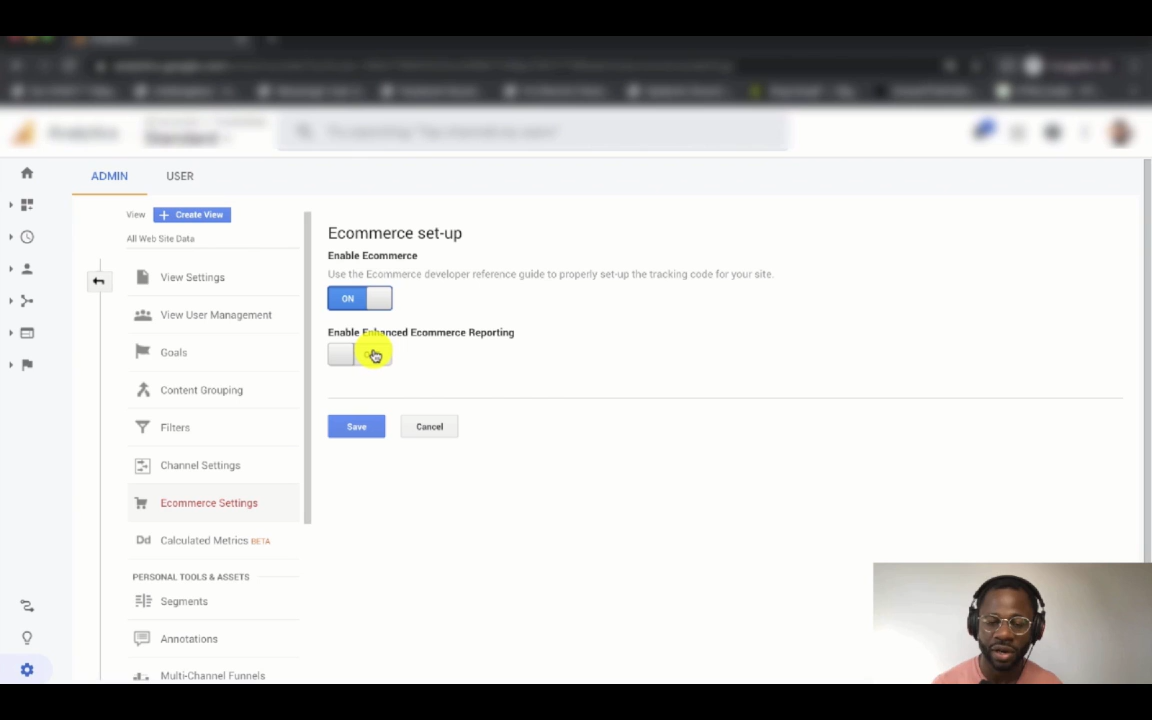 Analytics
Standard
ADMIN
USER
View
Create View
All Web Site Data
View Settings
View User Management
Goals
Content Grouping
Filters
Channel Settings
Ecommerce Settings
Dd Calculated Metrics BETA
PERSONAL TOOLS & ASSETS
Segments
Annotations
Multi-Channel Funnels
Ecommerce set-up
Enable Ecommerce
Use the Ecommerce developer reference guide to properly set-up the tracking code for your site.
ON
Enable Enhanced Ecommerce Reporting
Save
Cancel